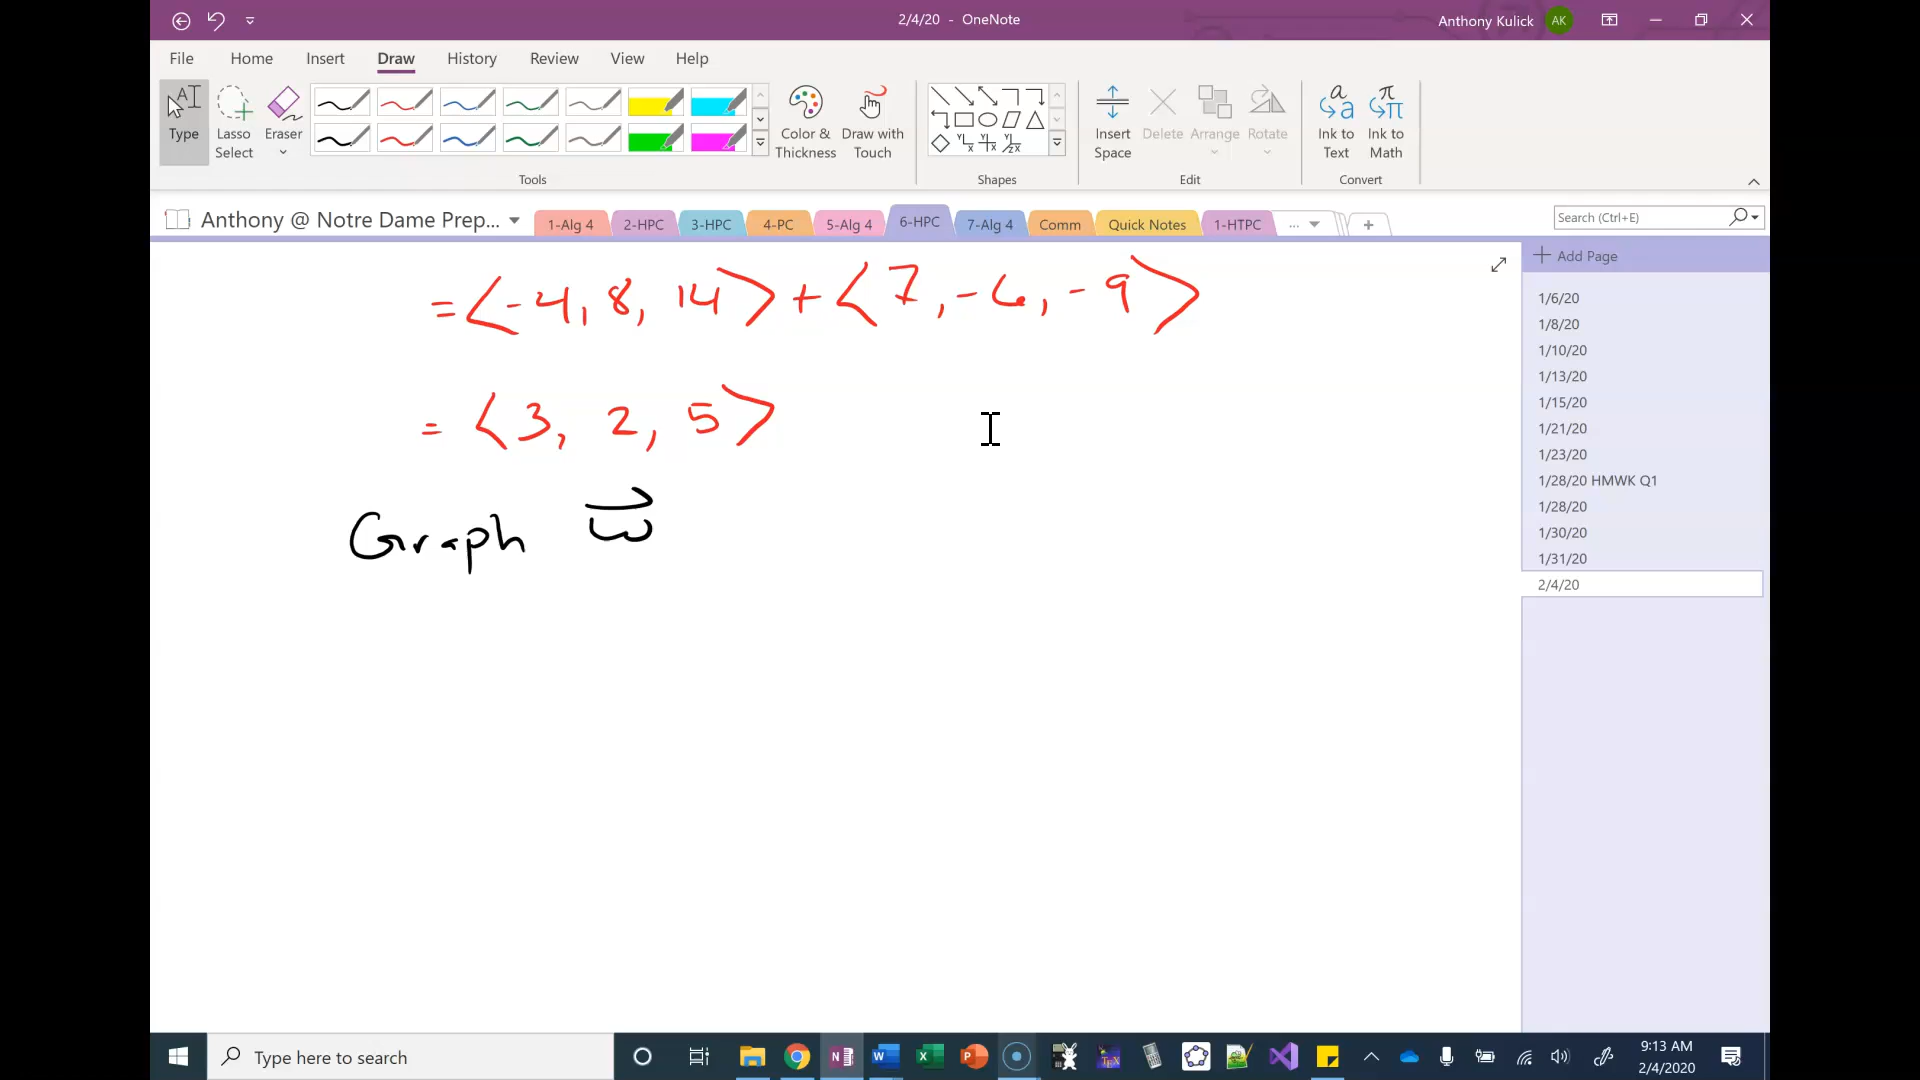 2/4/20 - OneNote
Anthony Kulick
AK
File Home Insert Draw History Review View Help
Type
Lasso Select
Eraser
Color & Thickness
Draw with Touch
Insert Space
Delete
Arrange
Rotate
Ink to Text
Ink to Math
Tools
Shapes
Edit
Convert
Anthony @ Notre Dame Prep...
1-Alg 4
2-HPC
3-HPC
4-PC
5-Alg 4
6-HPC
7-Alg 4
Comm
Quick Notes
1-HTPC
...
Search (Ctrl+E)
= ⟨-4, 8, 14⟩ + ⟨7, -6, -9⟩
= ⟨3, 2, 5⟩
Graph ω⃗
Add Page
1/6/20
1/8/20
1/10/20
1/13/20
1/15/20
1/21/20
1/23/20
1/28/20 HMWK Q1
1/28/20
1/30/20
1/31/20
2/4/20
Type here to search
9:13 AM
2/4/2020